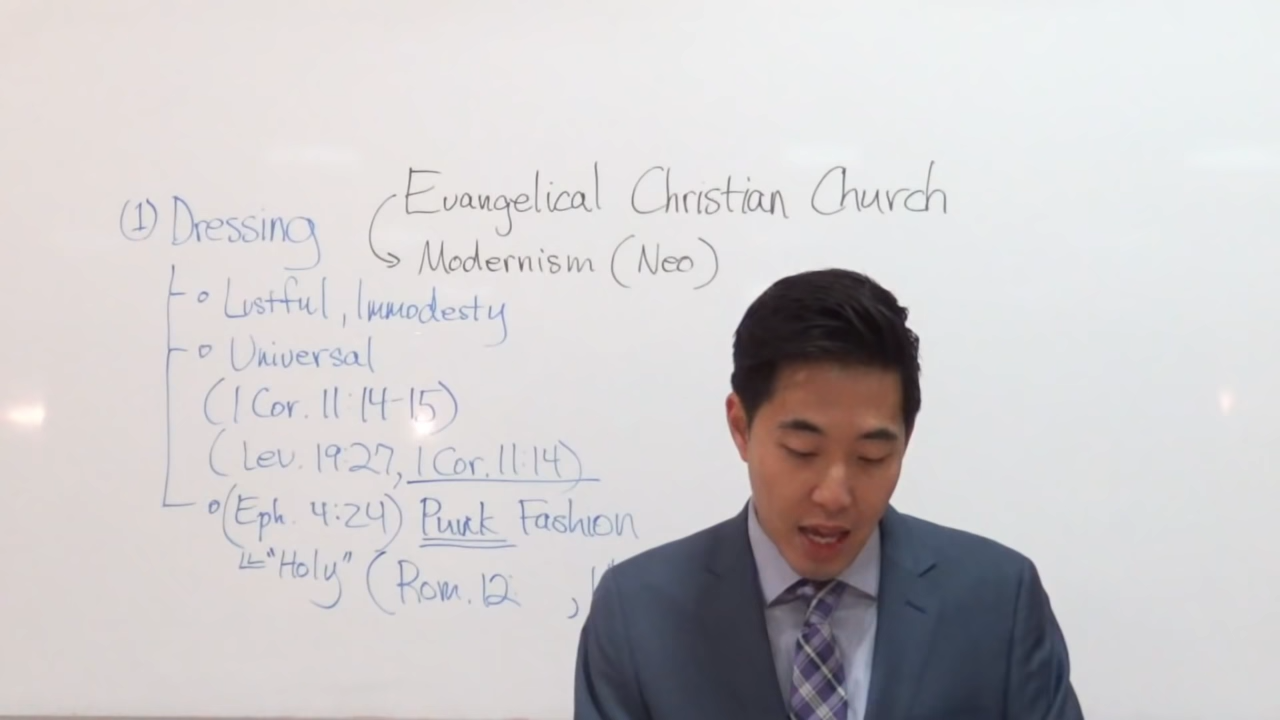 Evangelical Christian Church
Modernism (Neo)
(1) Dressing
Lustful, Immodesty
Universal
(1 Cor. 11:14-15)
(Lev. 19:27, 1 Cor. 11:14)
(Eph. 4:24) Punk Fashion
"Holy" (Rom. 12 ,